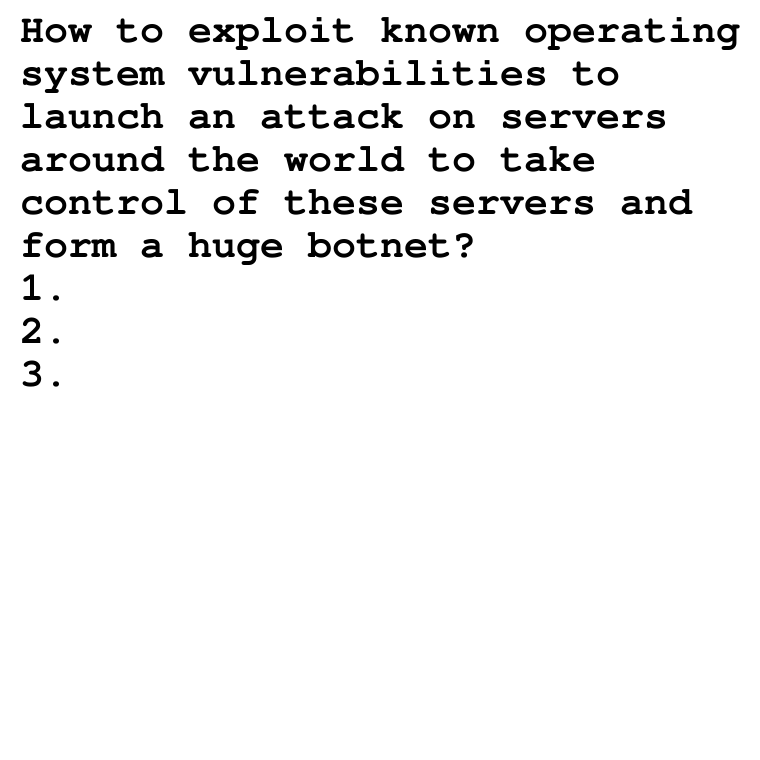 How to exploit known operating
system vulnerabilities to
launch an attack on servers
around the world to take
control of these servers and
form a huge botnet?
1.
2.
3.